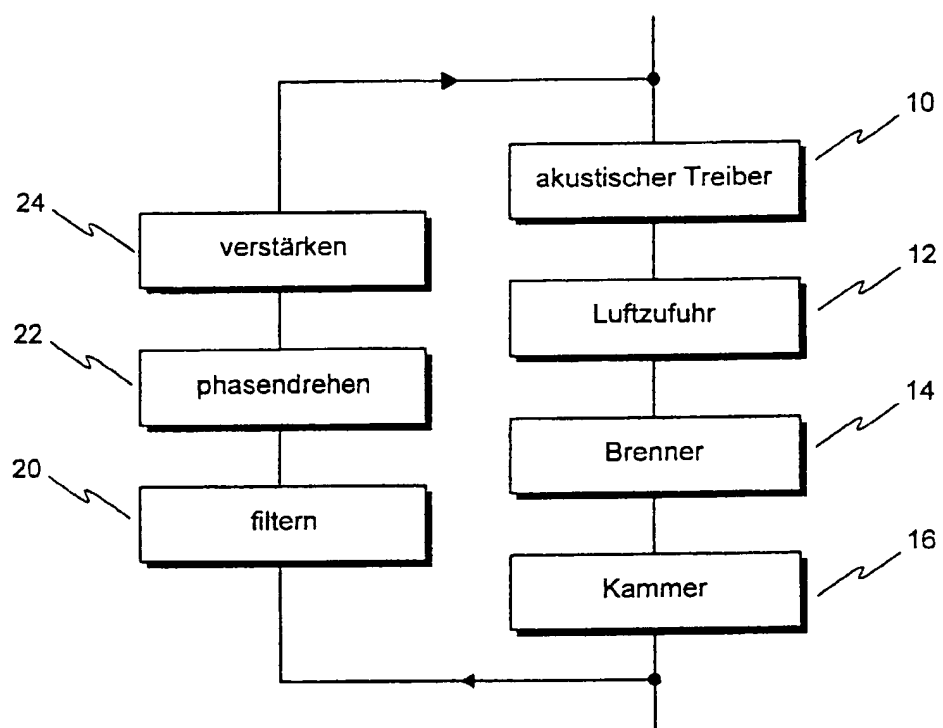 10
akustischer Treiber
24
verstärken
12
Luftzufuhr
22
phasendrehen
14
Brenner
20
filtern
16
Kammer